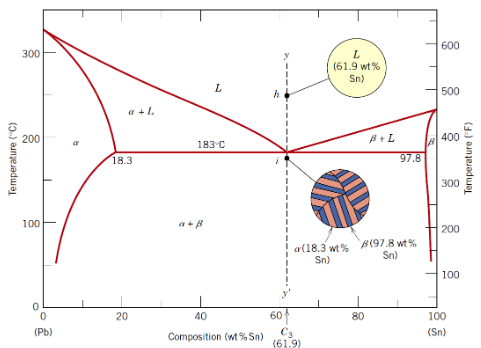 y
L
(61.9 wt%
Sn)
600
300
L
h
500
α + L
β + L
400
α
β
200
183°C
i
18.3
97.8
Temperature (°C)
Temperature (°F)
300
α + β
α (18.3 wt%
Sn)
β (97.8 wt%
Sn)
100
200
100
y′
0
0
20
40
60
80
100
(Pb)
Composition (wt% Sn)
C3
(61.9)
(Sn)